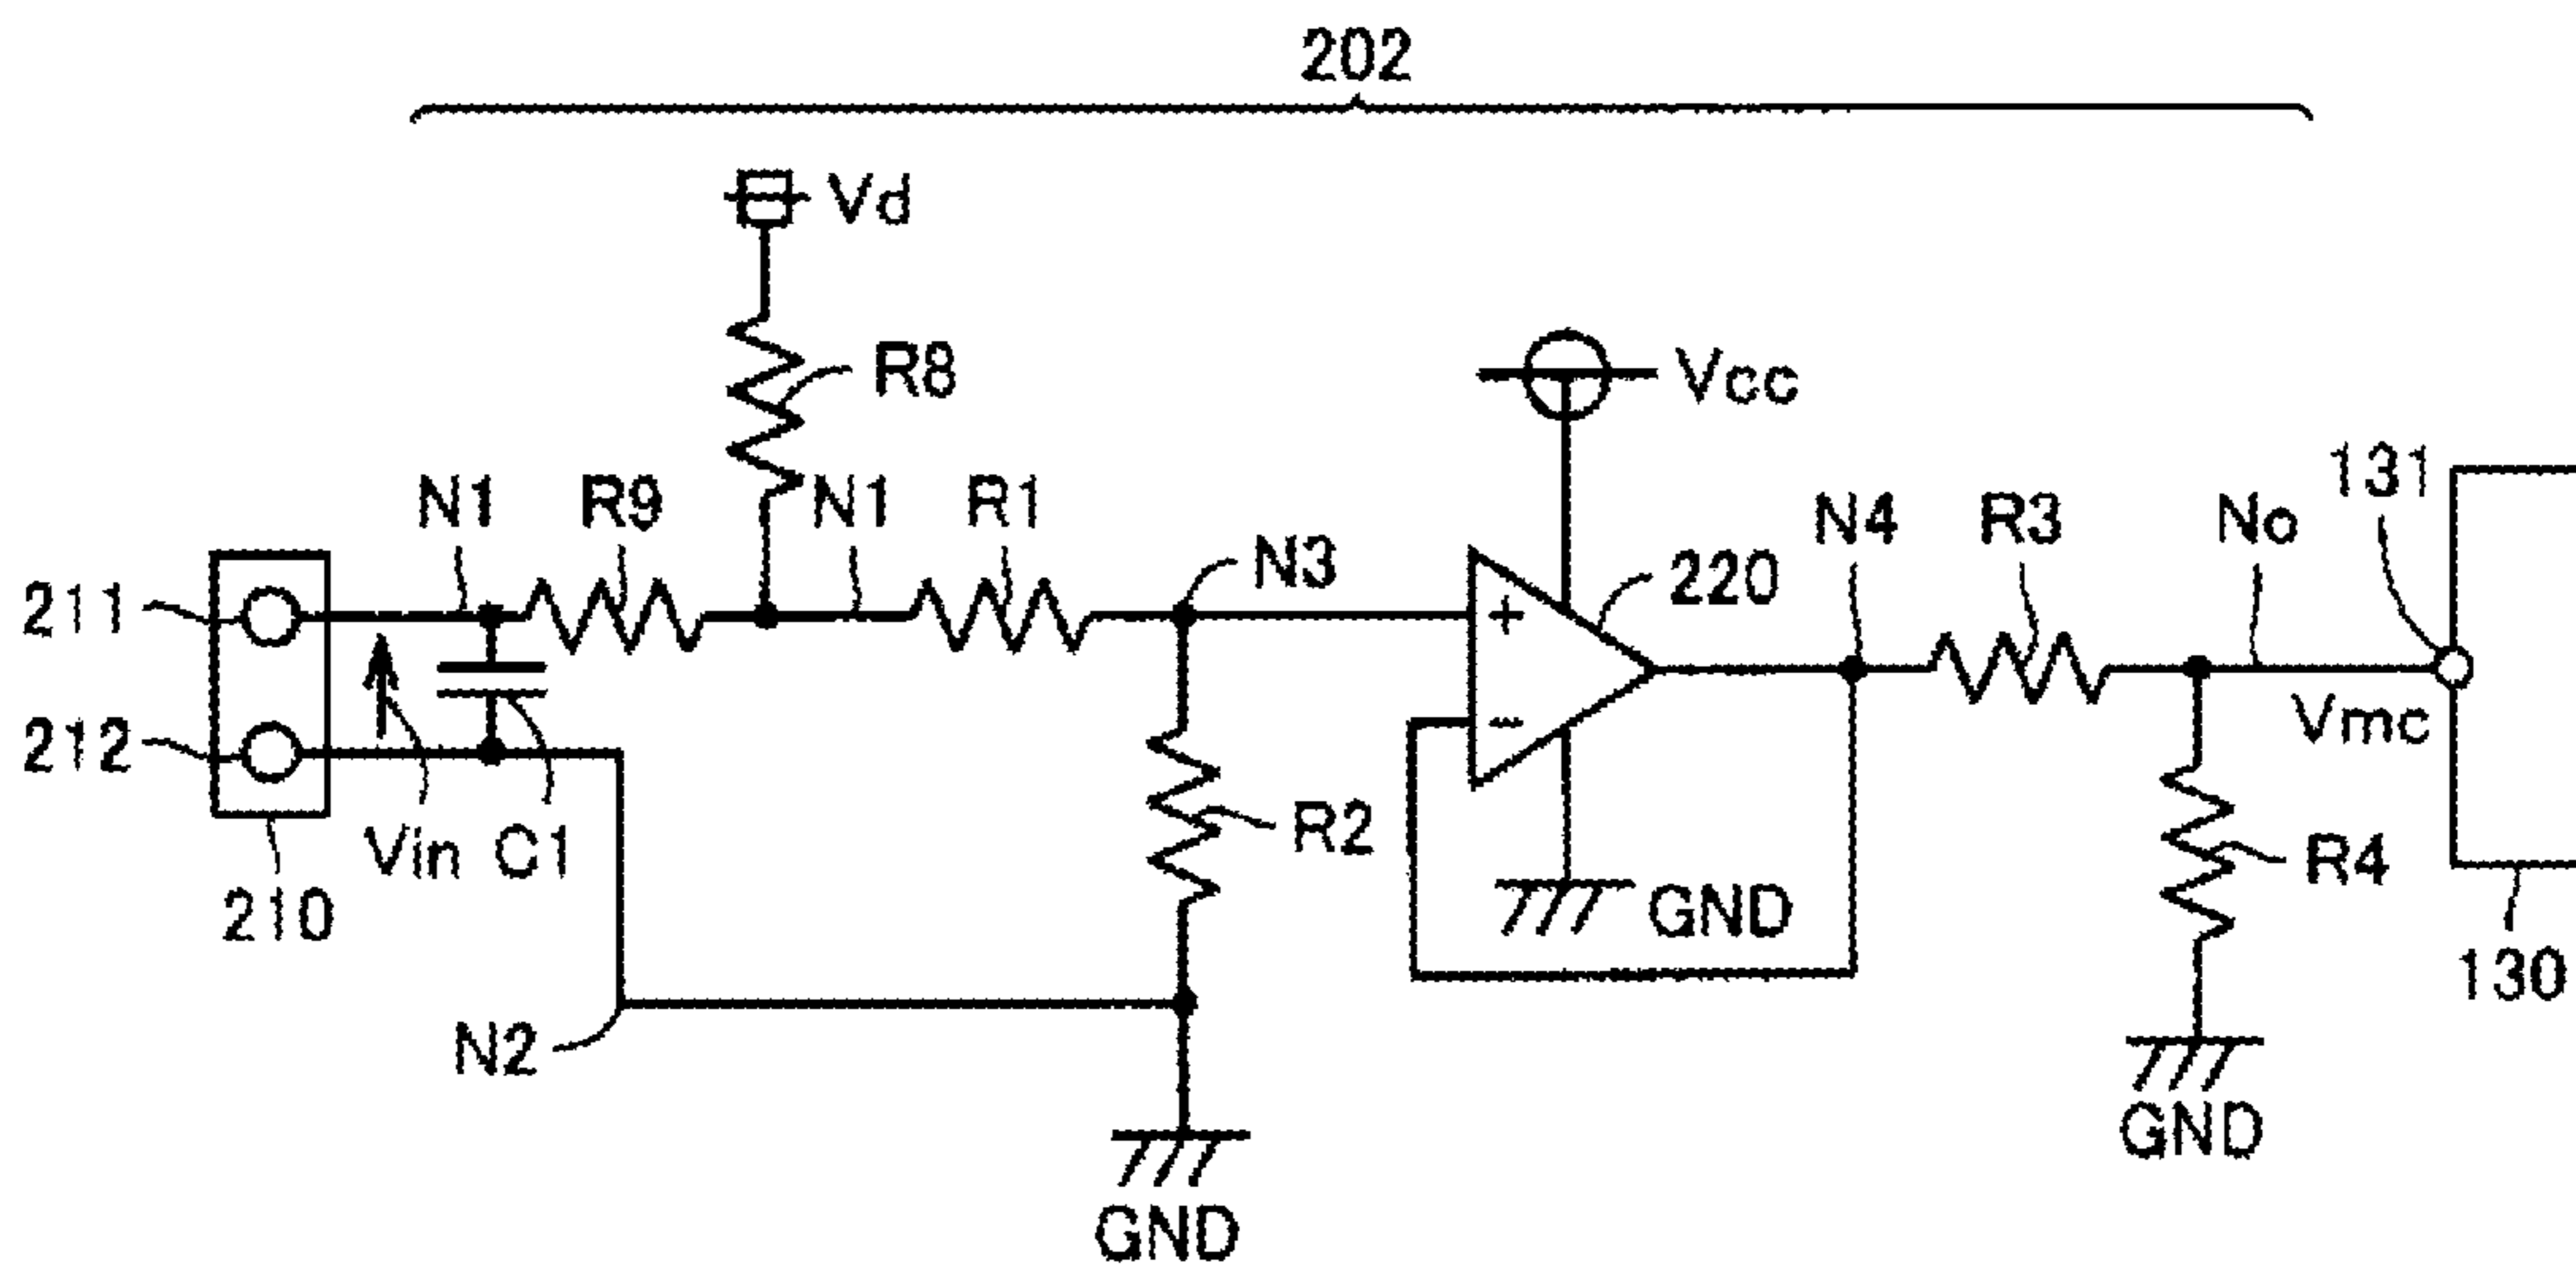 202
Vd
R8
Vcc
N1
R9
N1
R1
N3
220
N4
R3
No
131
211
212
Vin
C1
210
R2
Vmc
R4
GND
130
N2
GND
GND
+
-